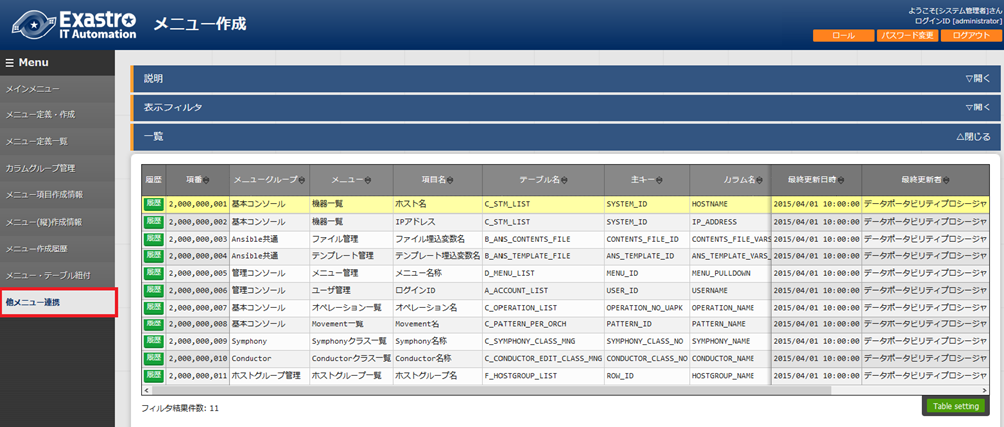 Exastro
IT Automation
メニュー作成
ようこそ[システム管理者]さん
ログインID [administrator]
ロール パスワード変更 ログアウト
Menu
メインメニュー
メニュー定義・作成
メニュー定義一覧
カラムグループ管理
メニュー項目作成情報
メニュー(縦)作成情報
メニュー作成履歴
メニュー・テーブル紐付
他メニュー連携
説明 ▽開く
表示フィルタ ▽開く
一覧 △閉じる
履歴 項番 メニューグループ メニュー 項目名 テーブル名 主キー カラム名 最終更新日時 最終更新者
履歴 2,000,000,001 基本コンソール 機器一覧 ホスト名 C_STM_LIST SYSTEM_ID HOSTNAME 2015/04/01 10:00:00 データポータビリティプロシージャ
履歴 2,000,000,002 基本コンソール 機器一覧 IPアドレス C_STM_LIST SYSTEM_ID IP_ADDRESS 2015/04/01 10:00:00 データポータビリティプロシージャ
履歴 2,000,000,003 Ansible共通 ファイル管理 ファイル埋込変数名 B_ANS_CONTENTS_FILE CONTENTS_FILE_ID CONTENTS_FILE_VARS 2015/04/01 10:00:00 データポータビリティプロシージャ
履歴 2,000,000,004 Ansible共通 テンプレート管理 テンプレート埋込変数名 B_ANS_TEMPLATE_FILE ANS_TEMPLATE_ID ANS_TEMPLATE_VARS_ 2015/04/01 10:00:00 データポータビリティプロシージャ
履歴 2,000,000,005 管理コンソール メニュー管理 メニュー名称 D_MENU_LIST MENU_ID MENU_PULLDOWN 2015/04/01 10:00:00 データポータビリティプロシージャ
履歴 2,000,000,006 管理コンソール ユーザ管理 ログインID A_ACCOUNT_LIST USER_ID USERNAME 2015/04/01 10:00:00 データポータビリティプロシージャ
履歴 2,000,000,007 基本コンソール オペレーション一覧 オペレーション名 C_OPERATION_LIST OPERATION_NO_UAPK OPERATION_NAME 2015/04/01 10:00:00 データポータビリティプロシージャ
履歴 2,000,000,008 基本コンソール Movement一覧 Movement名 C_PATTERN_PER_ORCH PATTERN_ID PATTERN_NAME 2015/04/01 10:00:00 データポータビリティプロシージャ
履歴 2,000,000,009 Symphony Symphonyクラス一覧 Symphony名称 C_SYMPHONY_CLASS_MNG SYMPHONY_CLASS_NO SYMPHONY_NAME 2015/04/01 10:00:00 データポータビリティプロシージャ
履歴 2,000,000,010 Conductor Conductorクラス一覧 Conductor名称 C_CONDUCTOR_EDIT_CLASS_MNG CONDUCTOR_CLASS_NO CONDUCTOR_NAME 2015/04/01 10:00:00 データポータビリティプロシージャ
履歴 2,000,000,011 ホストグループ管理 ホストグループ一覧 ホストグループ名 F_HOSTGROUP_LIST ROW_ID HOSTGROUP_NAME 2015/04/01 10:00:00 データポータビリティプロシージャ
フィルタ結果件数: 11
Table setting